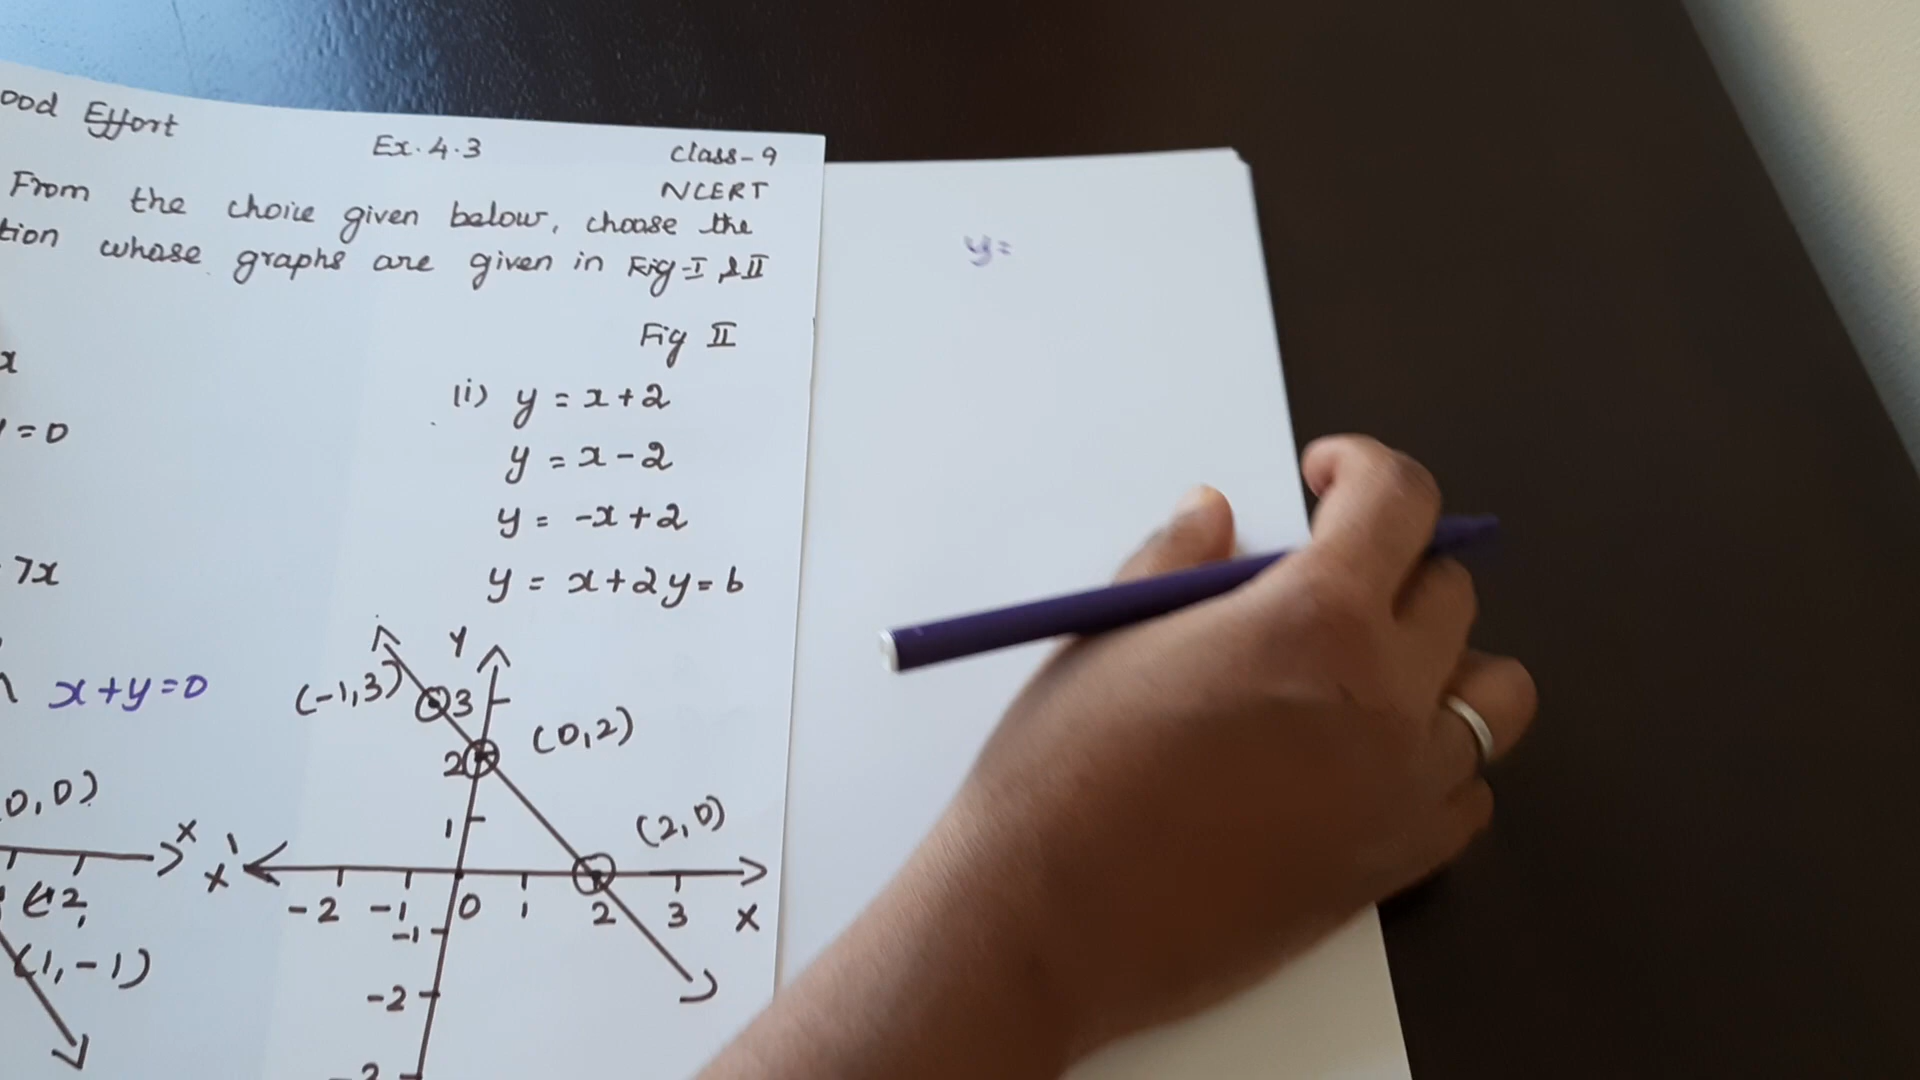 ood Effort
Ex. 4.3
Class-9
NCERT
From the choice given below, choose the
tion whose graphs are given in Fig-I & II
Fig II
x
(i) y = x+2
y=0
y = x-2
y = -x+2
7x
y = x+2y=6
x+y=0
Y
(-1,3)
3
(0,2)
2
0,0)
(2,0)
1
X
X'
-2 -1 0 1 2 3 X
-1
(1,-1)
-2
y=